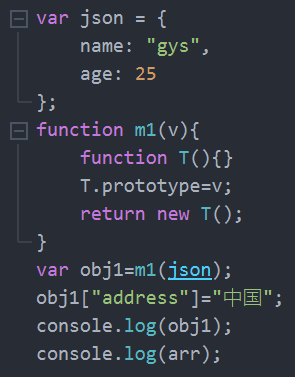 var json = {
    name: "gys",
    age: 25
};
function m1(v){
    function T(){}
    T.prototype=v;
    return new T();
}
var obj1=m1(json);
obj1["address"]="中国";
console.log(obj1);
console.log(arr);